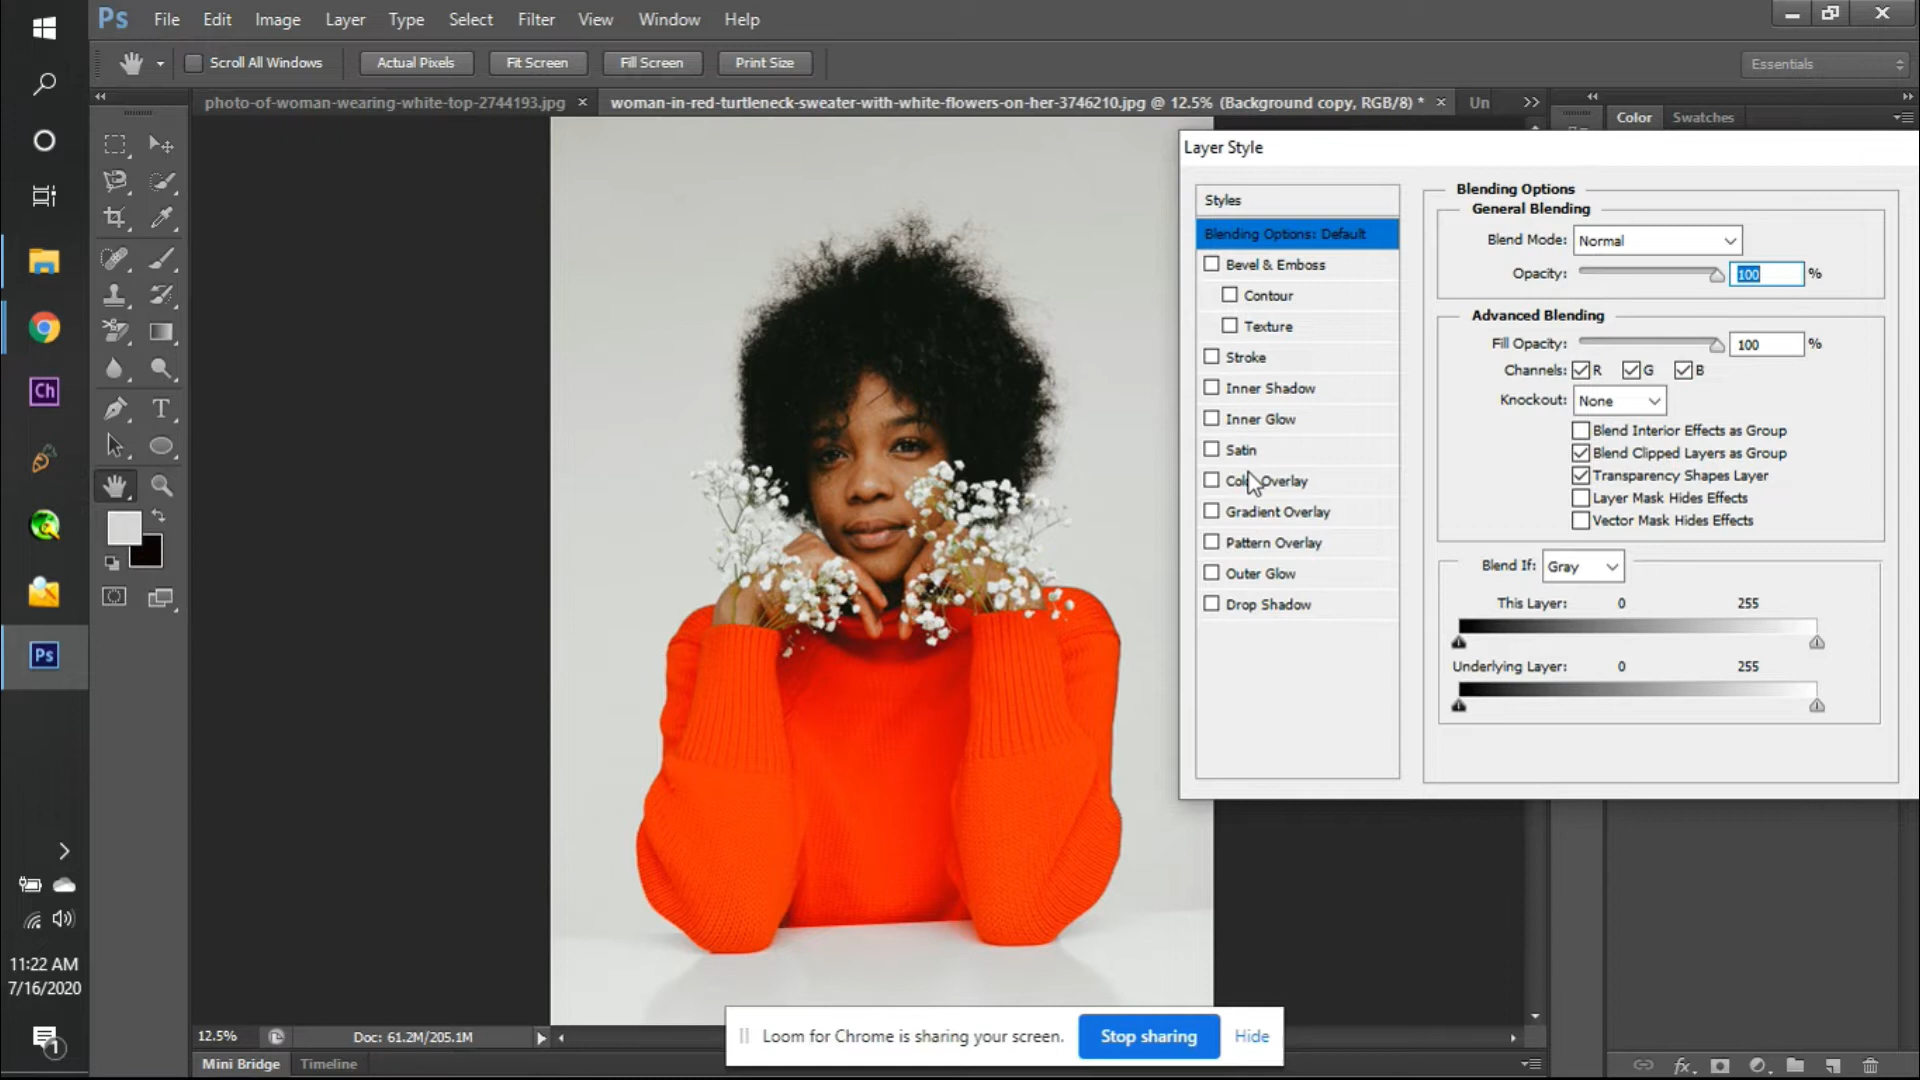 Ps File Edit Image Layer Type Select Filter View Window Help
Scroll All Windows Actual Pixels Fit Screen Fill Screen Print Size Essentials
photo-of-woman-wearing-white-top-2744193.jpg × woman-in-red-turtleneck-sweater-with-white-flowers-on-her-3746210.jpg @ 12.5% (Background copy, RGB/8) * × Un >>
Color Swatches
Layer Style
Styles
Blending Options: Default
Bevel & Emboss
Contour
Texture
Stroke
Inner Shadow
Inner Glow
Satin
Color Overlay
Gradient Overlay
Pattern Overlay
Outer Glow
Drop Shadow
Blending Options
General Blending
Blend Mode: Normal
Opacity: 100 %
Advanced Blending
Fill Opacity: 100 %
Channels: R G B
Knockout: None
Blend Interior Effects as Group
Blend Clipped Layers as Group
Transparency Shapes Layer
Layer Mask Hides Effects
Vector Mask Hides Effects
Blend If: Gray
This Layer: 0 255
Underlying Layer: 0 255
Ch
T
Ps
11:22 AM
7/16/2020
1
12.5% Doc: 61.2M/205.1M
Loom for Chrome is sharing your screen. Stop sharing Hide
Mini Bridge Timeline
fx